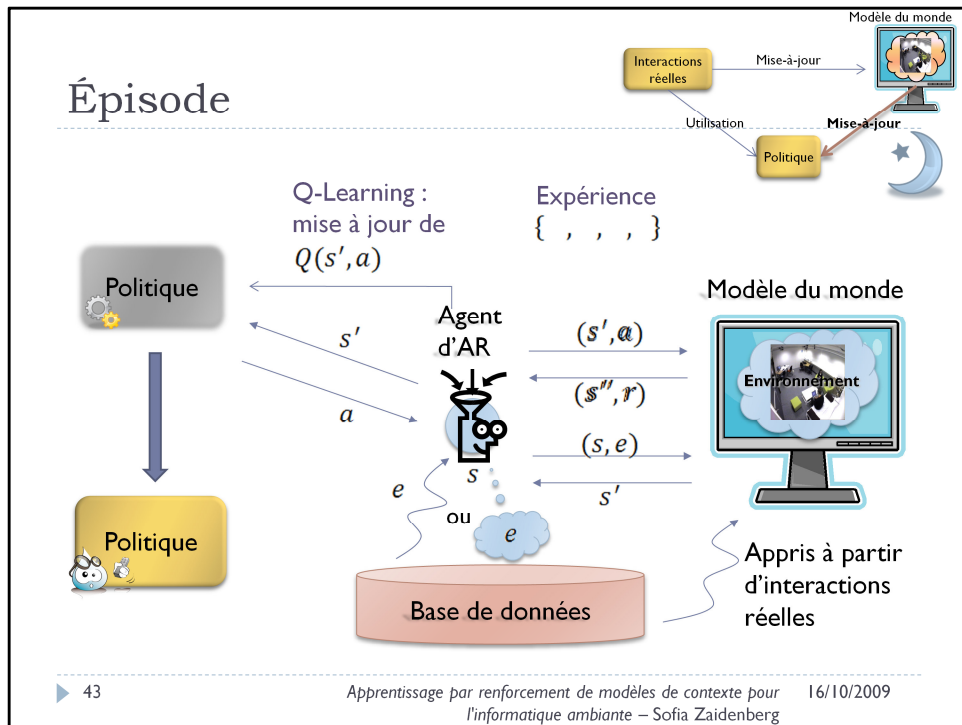 Modèle du monde
Interactions
réelles
Mise-à-jour
Épisode
Utilisation
Mise-à-jour
Politique
Q-Learning :
mise à jour de
Q(s′,a)
Expérience
{ , , , }
Politique
Modèle du monde
Agent
d’AR
s′
(s′,a)
Environnement
a
(s″′,r)
(s,e)
s
e
s′
ou
e
Politique
Appris à partir
d’interactions
réelles
Base de données
43
Apprentissage par renforcement de modèles de contexte pour
l'informatique ambiante – Sofia Zaidenberg
16/10/2009